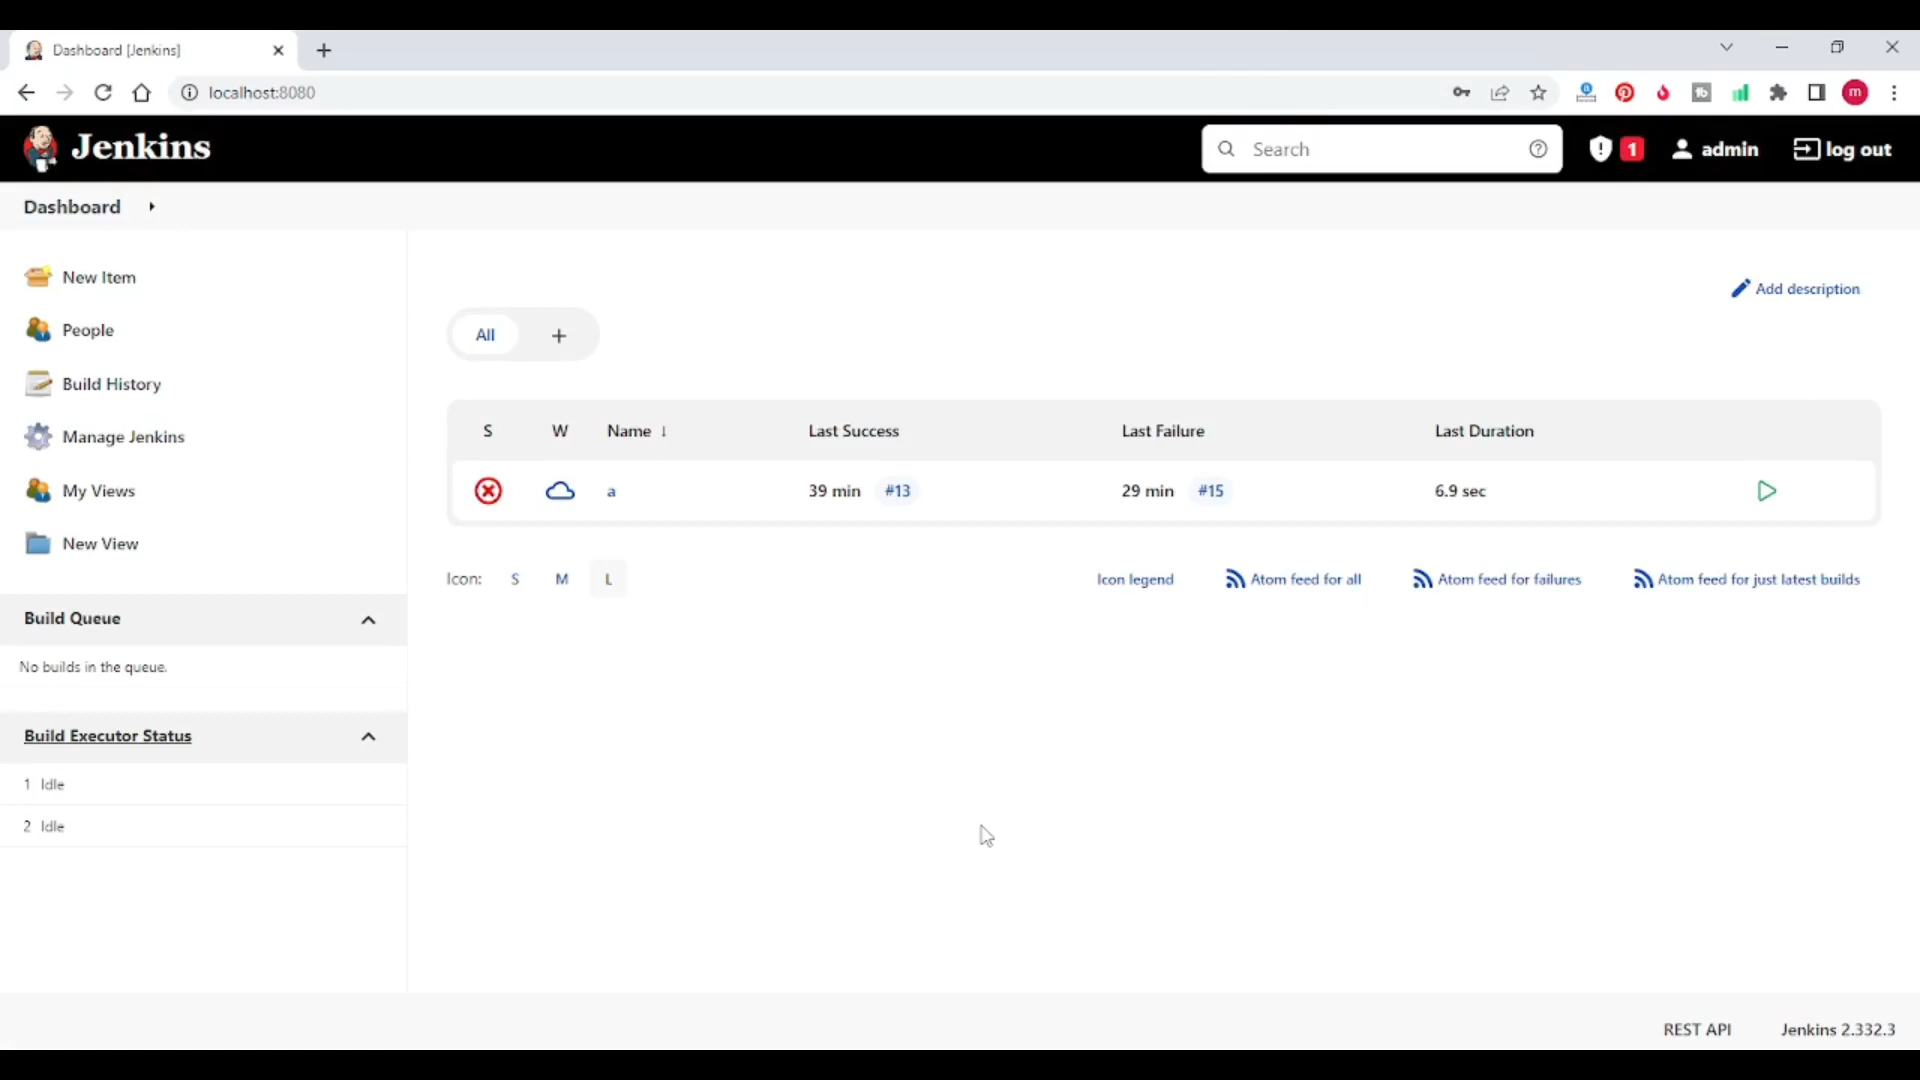 Dashboard [Jenkins]
localhost:8080
m
Jenkins
Search
1
admin
log out
Dashboard
New Item
People
Build History
Manage Jenkins
My Views
New View
Build Queue
No builds in the queue.
Build Executor Status
1 Idle
2 Idle
Add description
All +
S W Name ↓ Last Success Last Failure Last Duration
a 39 min #13 29 min #15 6.9 sec
Icon: S M L
Icon legend Atom feed for all Atom feed for failures Atom feed for just latest builds
REST API Jenkins 2.332.3